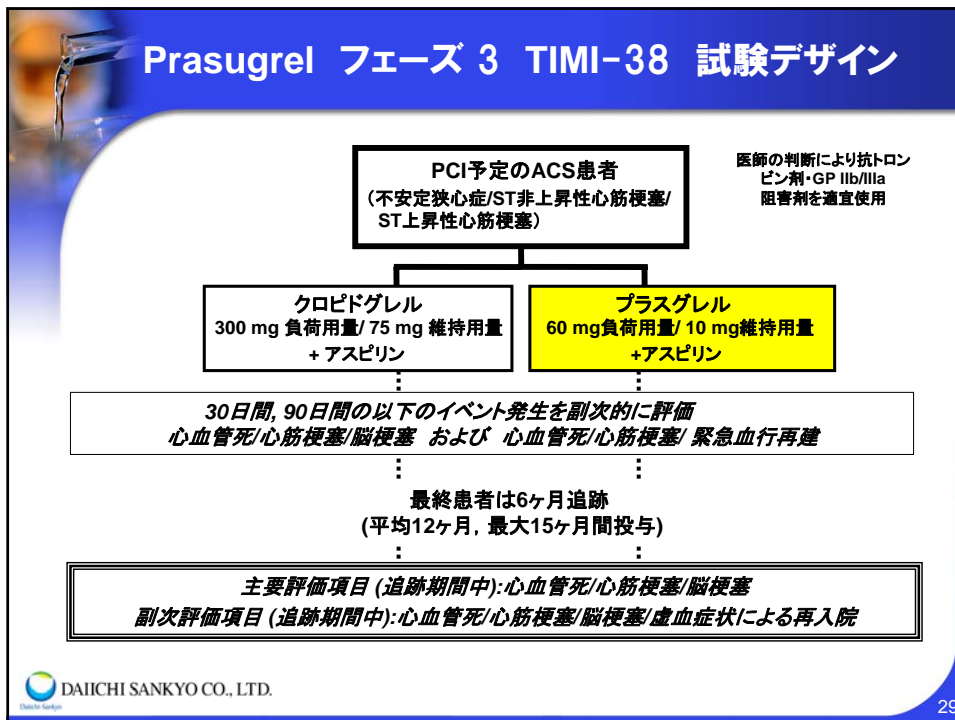 Prasugrel フェーズ 3 TIMI-38 試験デザイン
PCI予定のACS患者
（不安定狭心症/ST非上昇性心筋梗塞/
ST上昇性心筋梗塞）
医師の判断により抗トロン
ビン剤・GP IIb/IIIa
阻害剤を適宜使用
クロピドグレル
300 mg 負荷用量/ 75 mg 維持用量
+ アスピリン
プラスグレル
60 mg負荷用量/ 10 mg維持用量
+アスピリン
30日間, 90日間の以下のイベント発生を副次的に評価
心血管死/心筋梗塞/脳梗塞 および 心血管死/心筋梗塞/ 緊急血行再建
最終患者は6ヶ月追跡
(平均12ヶ月, 最大15ヶ月間投与)
主要評価項目 (追跡期間中):心血管死/心筋梗塞/脳梗塞
副次評価項目 (追跡期間中):心血管死/心筋梗塞/脳梗塞/虚血症状による再入院
Daiichi-Sankyo
DAIICHI SANKYO CO., LTD.
29